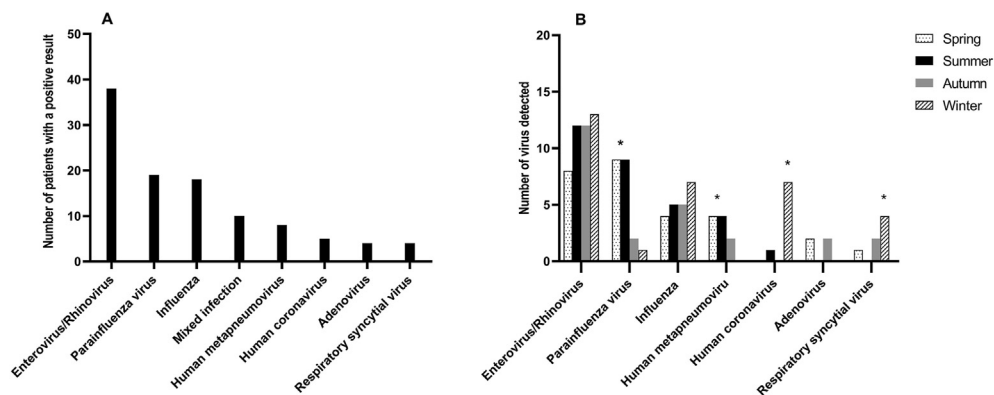 A
Number of patients with a positive result
50
40
30
20
10
0
Enterovirus/Rhinovirus
Parainfluenza virus
Influenza
Mixed infection
Human metapneumovirus
Human coronavirus
Adenovirus
Respiratory syncytial virus
B
Number of virus detected
20
15
10
5
0
*
*
*
*
Enterovirus/Rhinovirus
Parainfluenza virus
Influenza
Human metapneumoviru
Human coronavirus
Adenovirus
Respiratory syncytial virus
Spring
Summer
Autumn
Winter